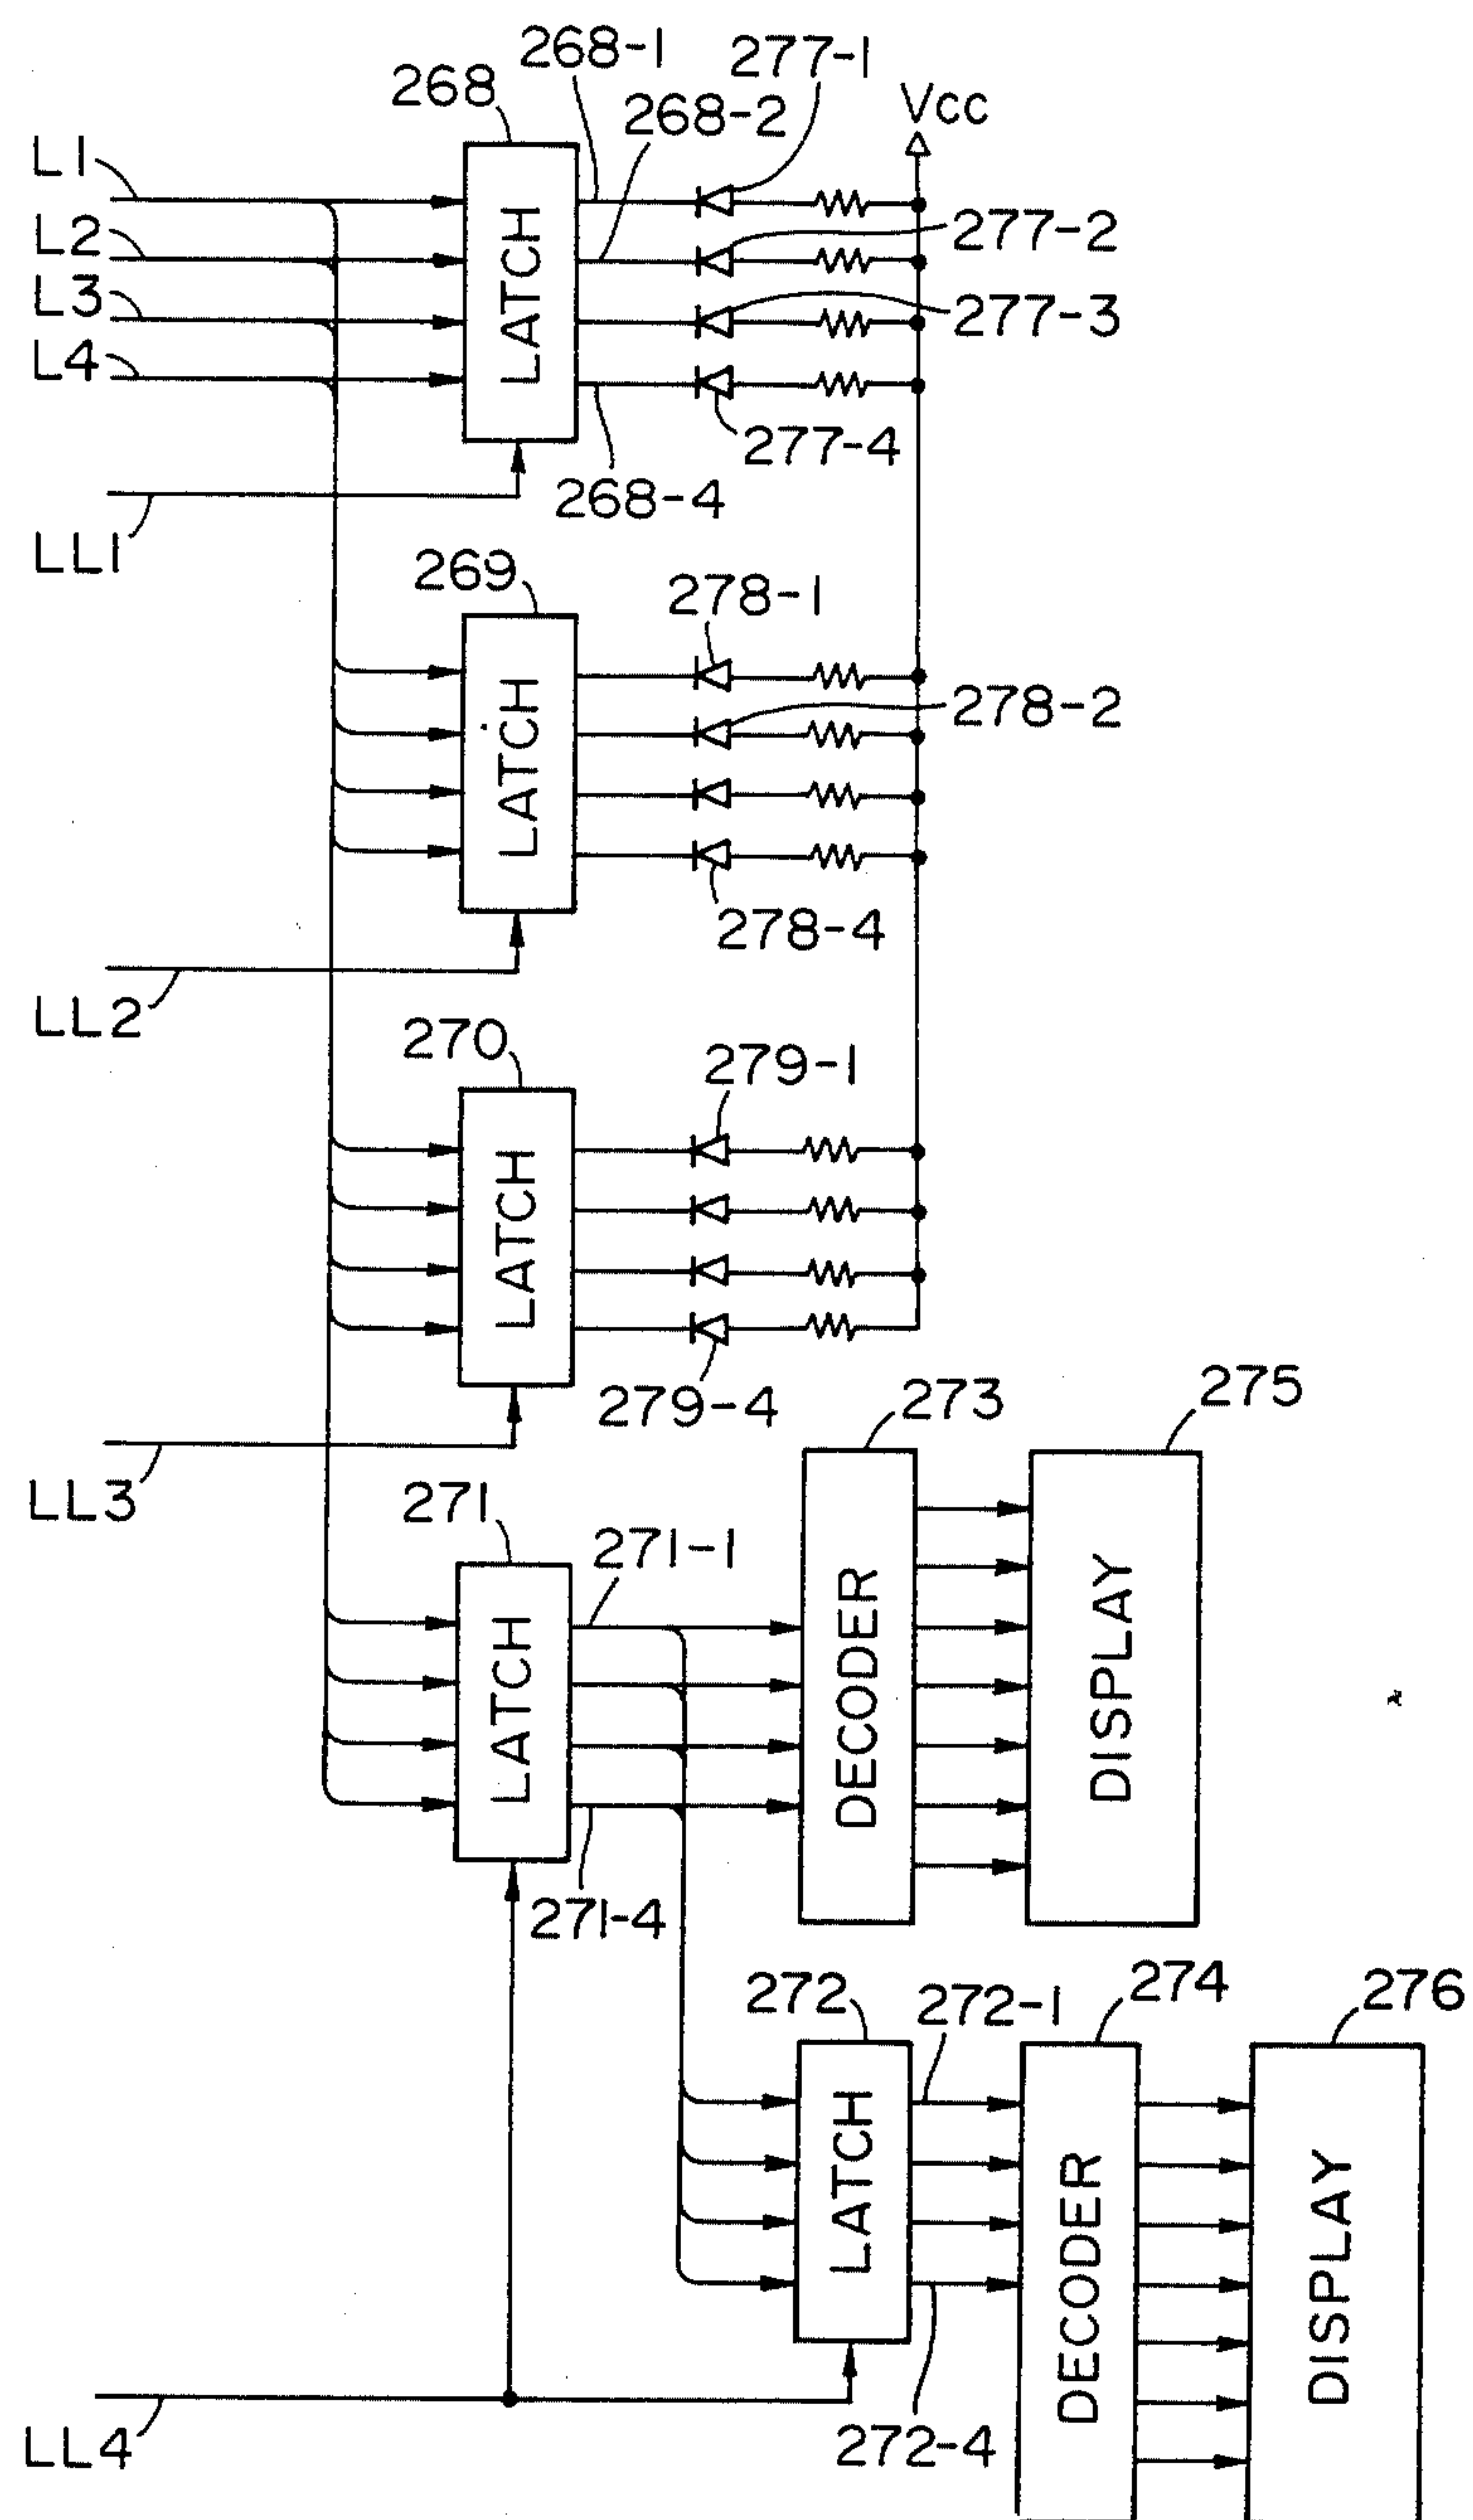 268-1
277-1
268
268-2
VCC
L1
L2
277-2
L3
277-3
L4
LATCH
277-4
268-4
LL1
269
278-1
278-2
LATCH
278-4
LL2
270
279-1
LATCH
279-4
273
275
LL3
271
271-1
LATCH
DECODER
DISPLAY
271-4
272
272-1
274
276
LATCH
DECODER
DISPLAY
LL4
272-4